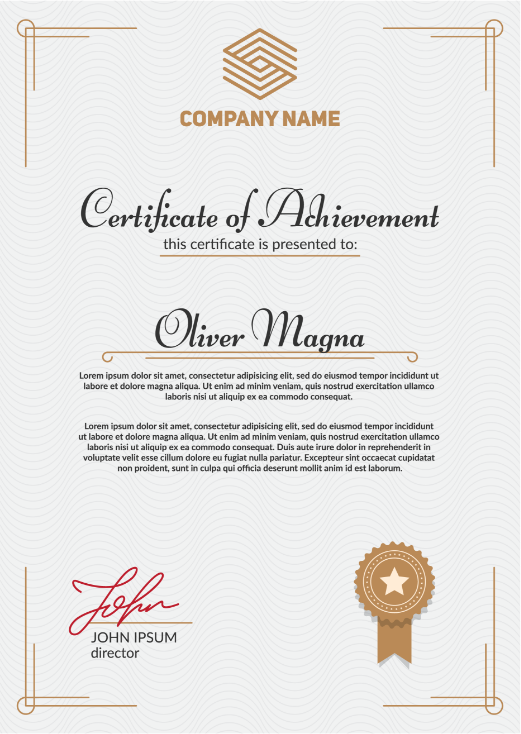 COMPANY NAME
Certificate of Achievement
this certificate is presented to:
Oliver Magna
Lorem ipsum dolor sit amet, consectetur adipisicing elit, sed do eiusmod tempor incididunt ut
labore et dolore magna aliqua. Ut enim ad minim veniam, quis nostrud exercitation ullamco
laboris nisi ut aliquip ex ea commodo consequat.
Lorem ipsum dolor sit amet, consectetur adipisicing elit, sed do eiusmod tempor incididunt
ut labore et dolore magna aliqua. Ut enim ad minim veniam, quis nostrud exercitation ullamco
laboris nisi ut aliquip ex ea commodo consequat. Duis aute irure dolor in reprehenderit in
voluptate velit esse cillum dolore eu fugiat nulla pariatur. Excepteur sint occaecat cupidatat
non proident, sunt in culpa qui officia deserunt mollit anim id est laborum.
John
JOHN IPSUM
director